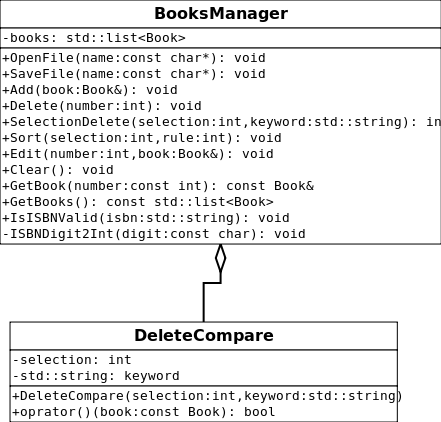 BooksManager
-books: std::list<Book>
+OpenFile(name:const char*): void
+SaveFile(name:const char*): void
+Add(book:Book&): void
+Delete(number:int): void
+SelectionDelete(selection:int,keyword:std::string): in
+Sort(selection:int,rule:int): void
+Edit(number:int,book:Book&): void
+Clear(): void
+GetBook(number:const int): const Book&
+GetBooks(): const std::list<Book>
+IsISBNValid(isbn:std::string): void
-ISBNDigit2Int(digit:const char): void
DeleteCompare
-selection: int
-std::string: keyword
+DeleteCompare(selection:int,keyword:std::string)
+oprator()(book:const Book): bool